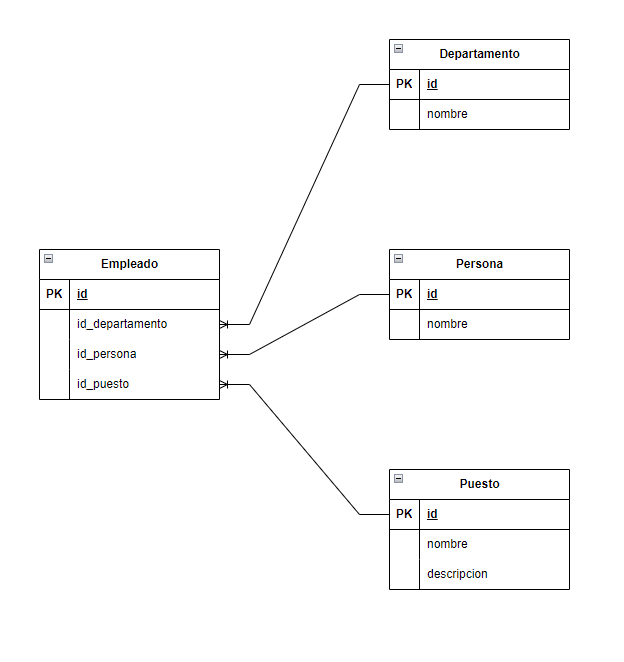 Departamento
PK id
nombre
Empleado
PK id
id_departamento
id_persona
id_puesto
Persona
PK id
nombre
Puesto
PK id
nombre
descripcion